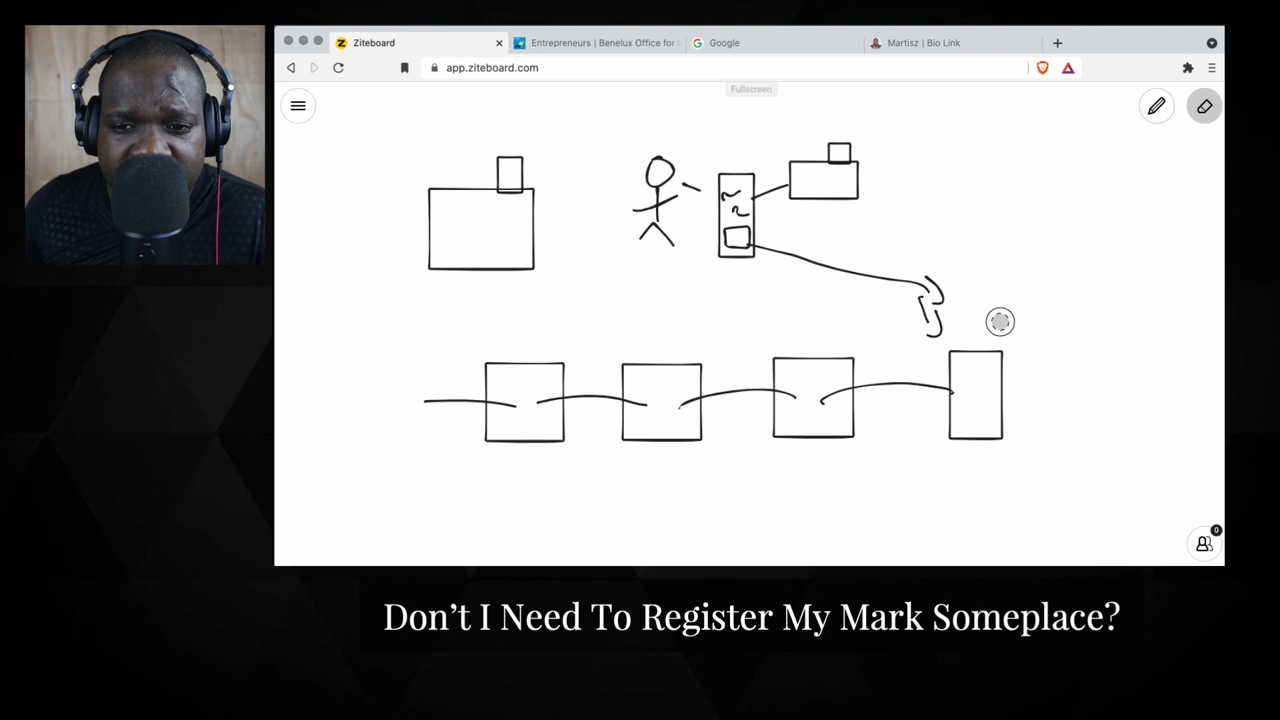 Ziteboard
Entrepreneurs | Benelux Office for
Google
Martisz | Bio Link
app.ziteboard.com
Fullscreen
0
Don't I Need To Register My Mark Someplace?